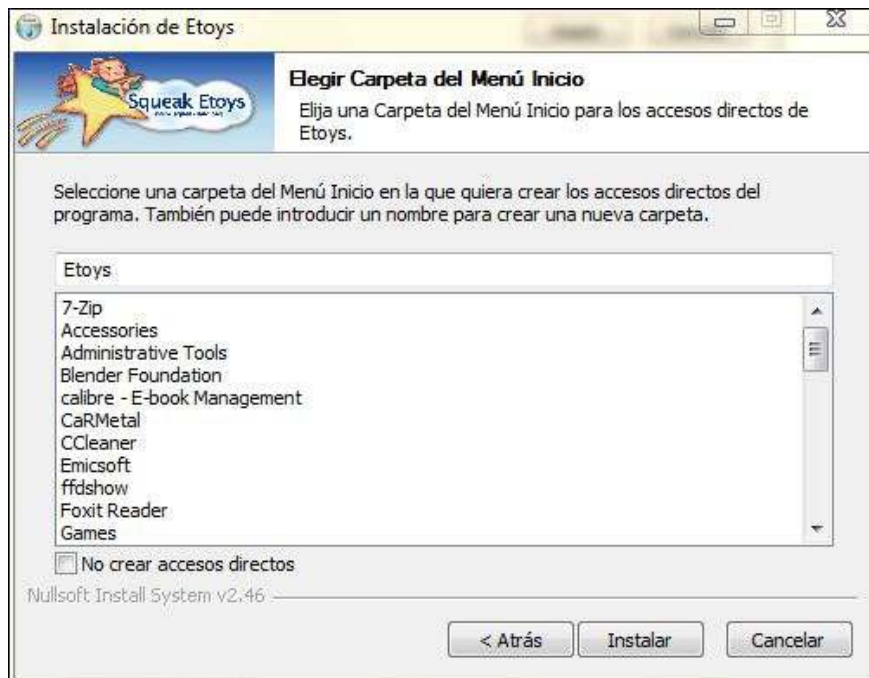 Instalación de Etoys
Squeak Etoys
Elegir Carpeta del Menú Inicio
Elija una Carpeta del Menú Inicio para los accesos directos de
Etoys.
Seleccione una carpeta del Menú Inicio en la que quiera crear los accesos directos del
programa. También puede introducir un nombre para crear una nueva carpeta.
Etoys
7-Zip
Accessories
Administrative Tools
Blender Foundation
calibre - E-book Management
CaRMetal
CCleaner
Emicsoft
ffdshow
Foxit Reader
Games
No crear accesos directos
Nullsoft Install System v2.46
< Atrás
Instalar
Cancelar